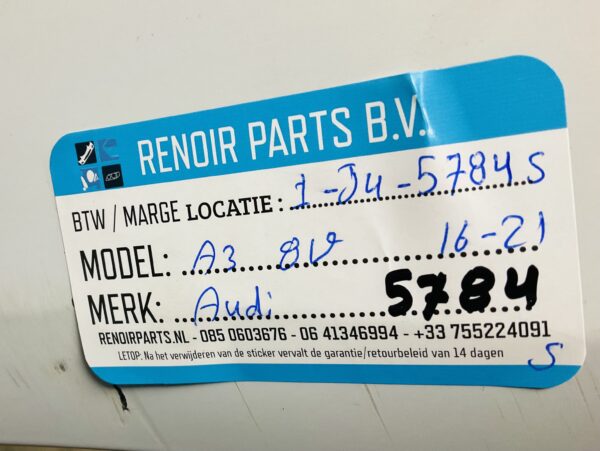 RENOIR PARTS B.V.
BTW / MARGE LOCATIE : 1-J4-5784 S
MODEL: A3 8V 16-21
MERK: Audi 5784
RENOIRPARTS.NL - 085 0603676 - 06 41346994 - +33 755224091
LETOP: Na het verwijderen van de sticker vervalt de garantie/retourbeleid van 14 dagen
S